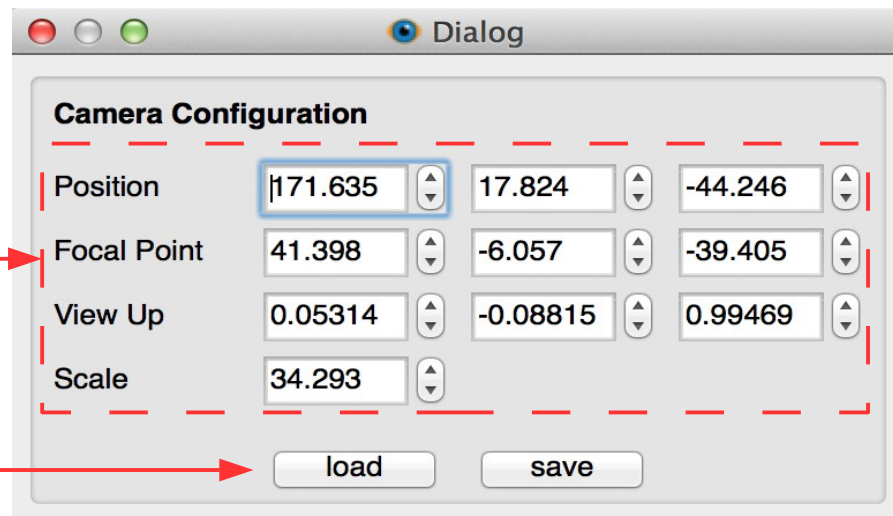 Dialog
Camera Configuration
Position 171.635 17.824 -44.246
Focal Point 41.398 -6.057 -39.405
View Up 0.05314 -0.08815 0.99469
Scale 34.293
load save